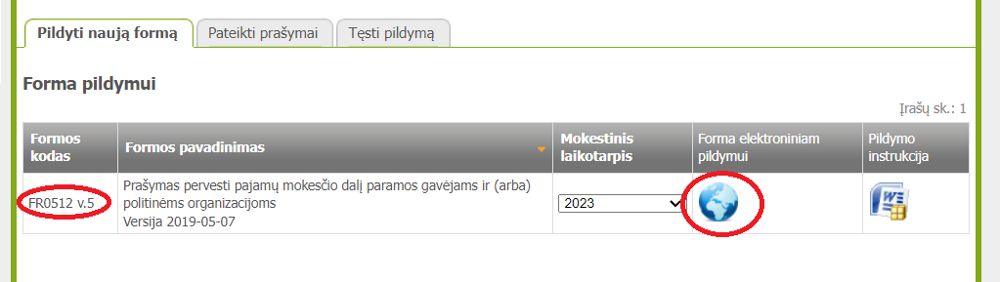 Pildyti naują formą
Pateikti prašymai
Tęsti pildymą
Forma pildymui
Įrašų sk.: 1
Formos kodas
Formos pavadinimas
Mokestinis laikotarpis
Forma elektroniniam pildymui
Pildymo instrukcija
FR0512 v.5
Prašymas pervesti pajamų mokesčio dalį paramos gavėjams ir (arba)
politinėms organizacijoms
Versija 2019-05-07
2023